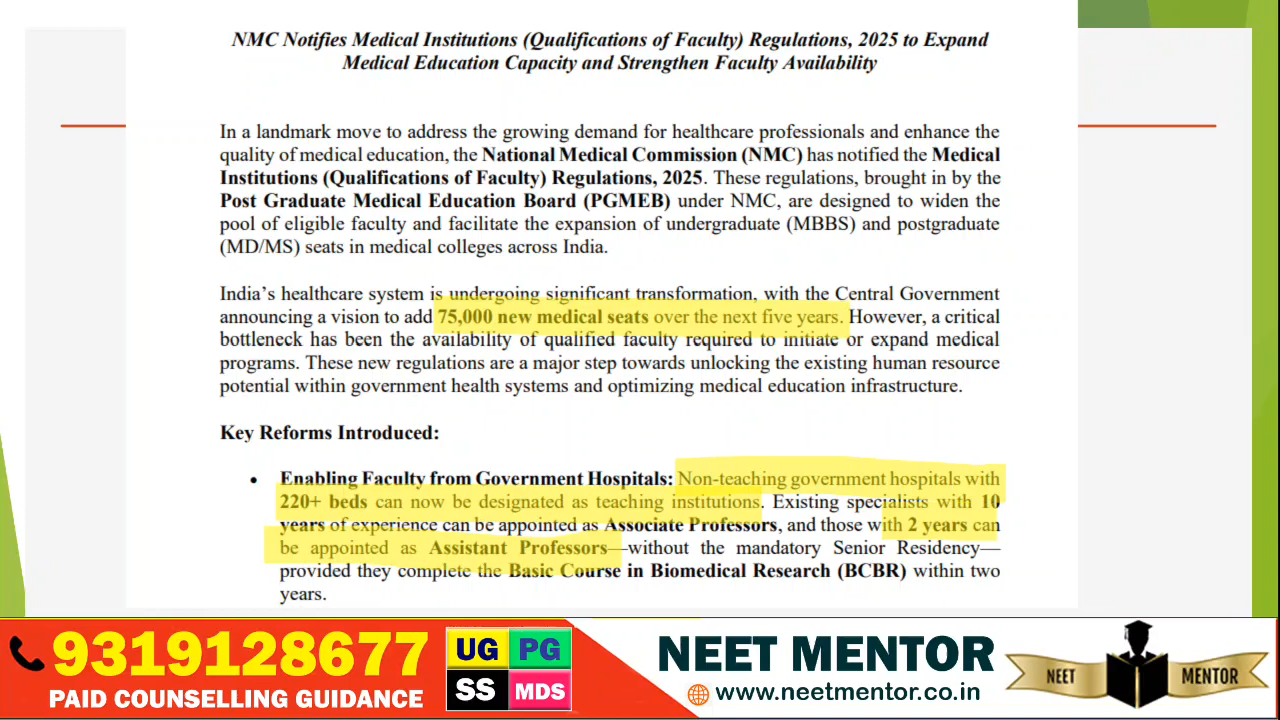 NMC Notifies Medical Institutions (Qualifications of Faculty) Regulations, 2025 to Expand
Medical Education Capacity and Strengthen Faculty Availability
In a landmark move to address the growing demand for healthcare professionals and enhance the
quality of medical education, the National Medical Commission (NMC) has notified the Medical
Institutions (Qualifications of Faculty) Regulations, 2025. These regulations, brought in by the
Post Graduate Medical Education Board (PGMEB) under NMC, are designed to widen the
pool of eligible faculty and facilitate the expansion of undergraduate (MBBS) and postgraduate
(MD/MS) seats in medical colleges across India.
India's healthcare system is undergoing significant transformation, with the Central Government
announcing a vision to add 75,000 new medical seats over the next five years. However, a critical
bottleneck has been the availability of qualified faculty required to initiate or expand medical
programs. These new regulations are a major step towards unlocking the existing human resource
potential within government health systems and optimizing medical education infrastructure.
Key Reforms Introduced:
• Enabling Faculty from Government Hospitals: Non-teaching government hospitals with
220+ beds can now be designated as teaching institutions. Existing specialists with 10
years of experience can be appointed as Associate Professors, and those with 2 years can
be appointed as Assistant Professors—without the mandatory Senior Residency—
provided they complete the Basic Course in Biomedical Research (BCBR) within two
years.
9319128677
PAID COUNSELLING GUIDANCE
UG PG
SS MDS
NEET MENTOR
www.neetmentor.co.in
NEET MENTOR